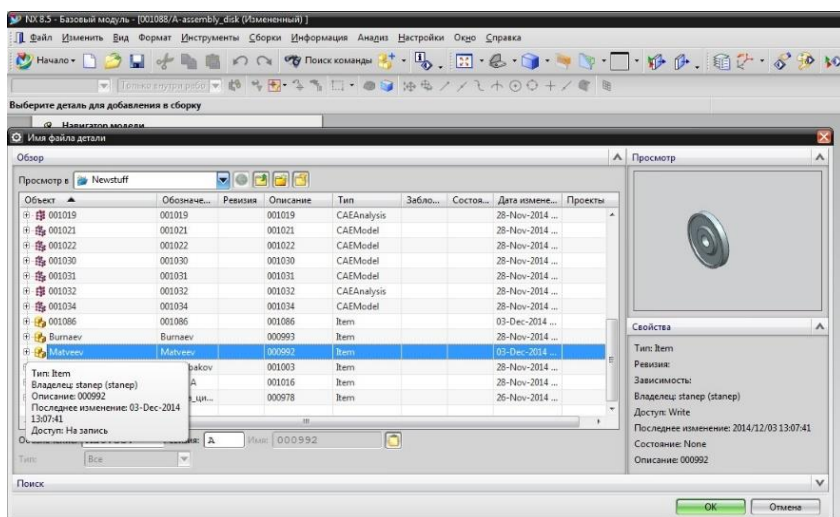 NX 8.5 - Базовый модуль - [001088/A-assembly_disk (Измененный) ]
Файл Изменить Вид Формат Инструменты Сборки Информация Анализ Настройки Окно Справка
Начало Поиск команды
Только внутри рабо
Выберите деталь для добавления в сборку
Навигатор модели
Имя файла детали
Обзор
Просмотр в Newstuff
Объект Обозначе... Ревизия Описание Тип Забло... Состоя... Дата измене... Проекты
001019 001019 001019 CAEAnalysis 28-Nov-2014 ...
001021 001021 001021 CAEModel 28-Nov-2014 ...
001022 001022 001022 CAEModel 28-Nov-2014 ...
001030 001030 001030 CAEModel 28-Nov-2014 ...
001031 001031 001031 CAEModel 28-Nov-2014 ...
001032 001032 001032 CAEAnalysis 28-Nov-2014 ...
001034 001034 001034 CAEModel 28-Nov-2014 ...
001086 001086 001086 Item 03-Dec-2014 ...
Burnaev Burnaev 000993 Item 28-Nov-2014 ...
Matveev Matveev 000992 Item 03-Dec-2014 ...
bakov 001003 Item 28-Nov-2014 ...
A 001016 Item 28-Nov-2014 ...
_ци... 000978 Item 26-Nov-2014 ...
Тип: Item
Владелец: stanep (stanep)
Описание: 000992
Последнее изменение: 03-Dec-2014
13:07:41
Доступ: На запись
A Имя: 000992
Тип: Все
Поиск
Просмотр
Свойства
Тип: Item
Ревизия:
Зависимость:
Владелец: stanep (stanep)
Доступ: Write
Последнее изменение: 2014/12/03 13:07:41
Состояние: None
Описание: 000992
OK Отмена